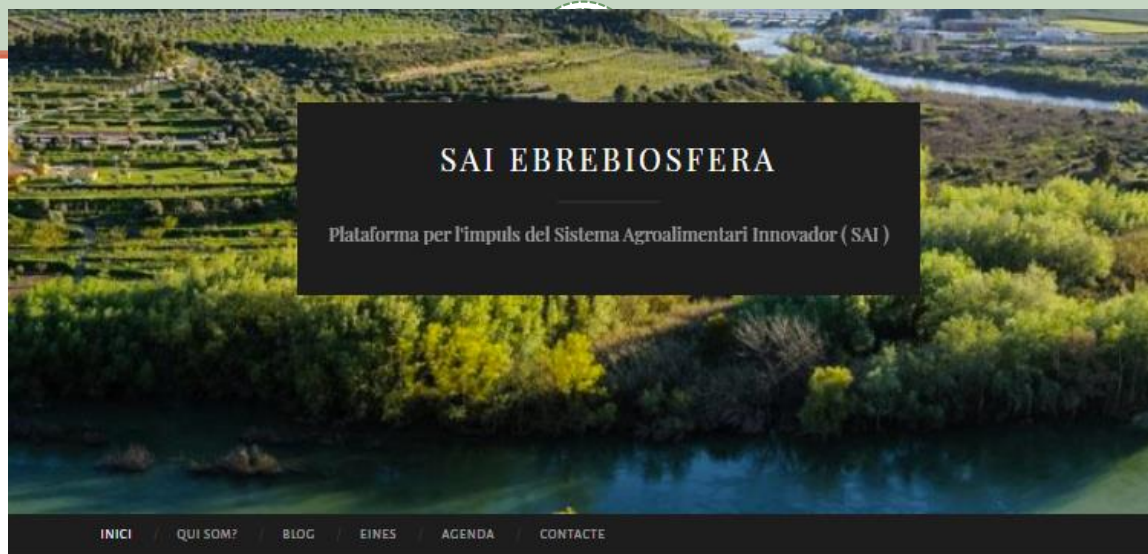 SAI EBREBIOSFERA
Plataforma per l'impuls del Sistema Agroalimentari Innovador ( SAI )
INICI / QUI SOM? / BLOG / EINES / AGENDA / CONTACTE